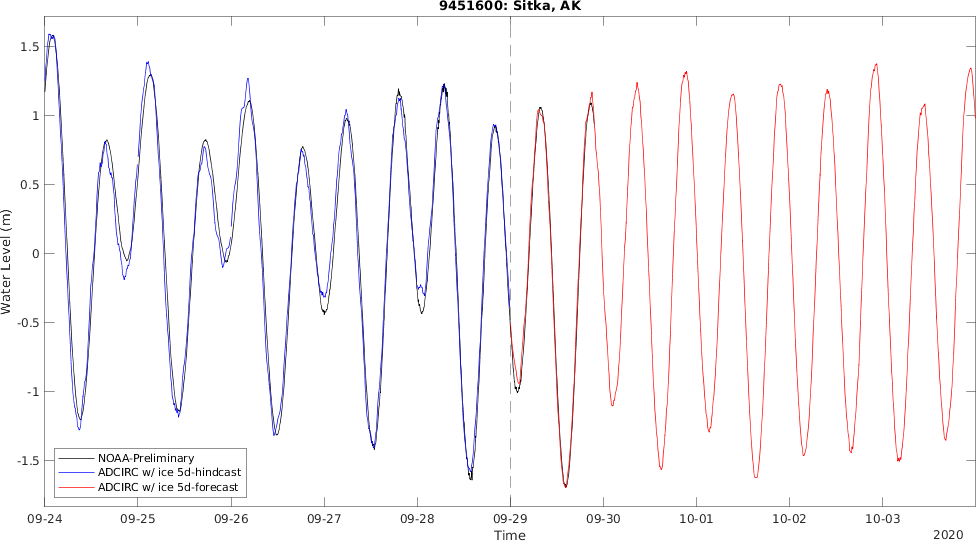 9451600: Sitka, AK
Water Level (m)
1.5
1
0.5
0
-0.5
-1
-1.5
NOAA-Preliminary
ADCIRC w/ ice 5d-hindcast
ADCIRC w/ ice 5d-forecast
09-24 09-25 09-26 09-27 09-28 09-29 09-30 10-01 10-02 10-03
Time
2020